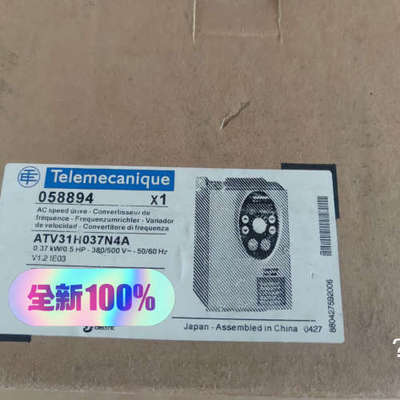 Telemecanique
058894 x1
AC speed drive - Convertisseur de
fréquence - Frequenzumrichter - Variador
de velocidad - Convertitore di frequenza
ATV31H037N4A
0.37 kW/0.5 HP - 380/500 V~ - 50/60 Hz
V1.2 IE03
全新100%
electric
Japan - Assembled in China 0427
880427592006
?